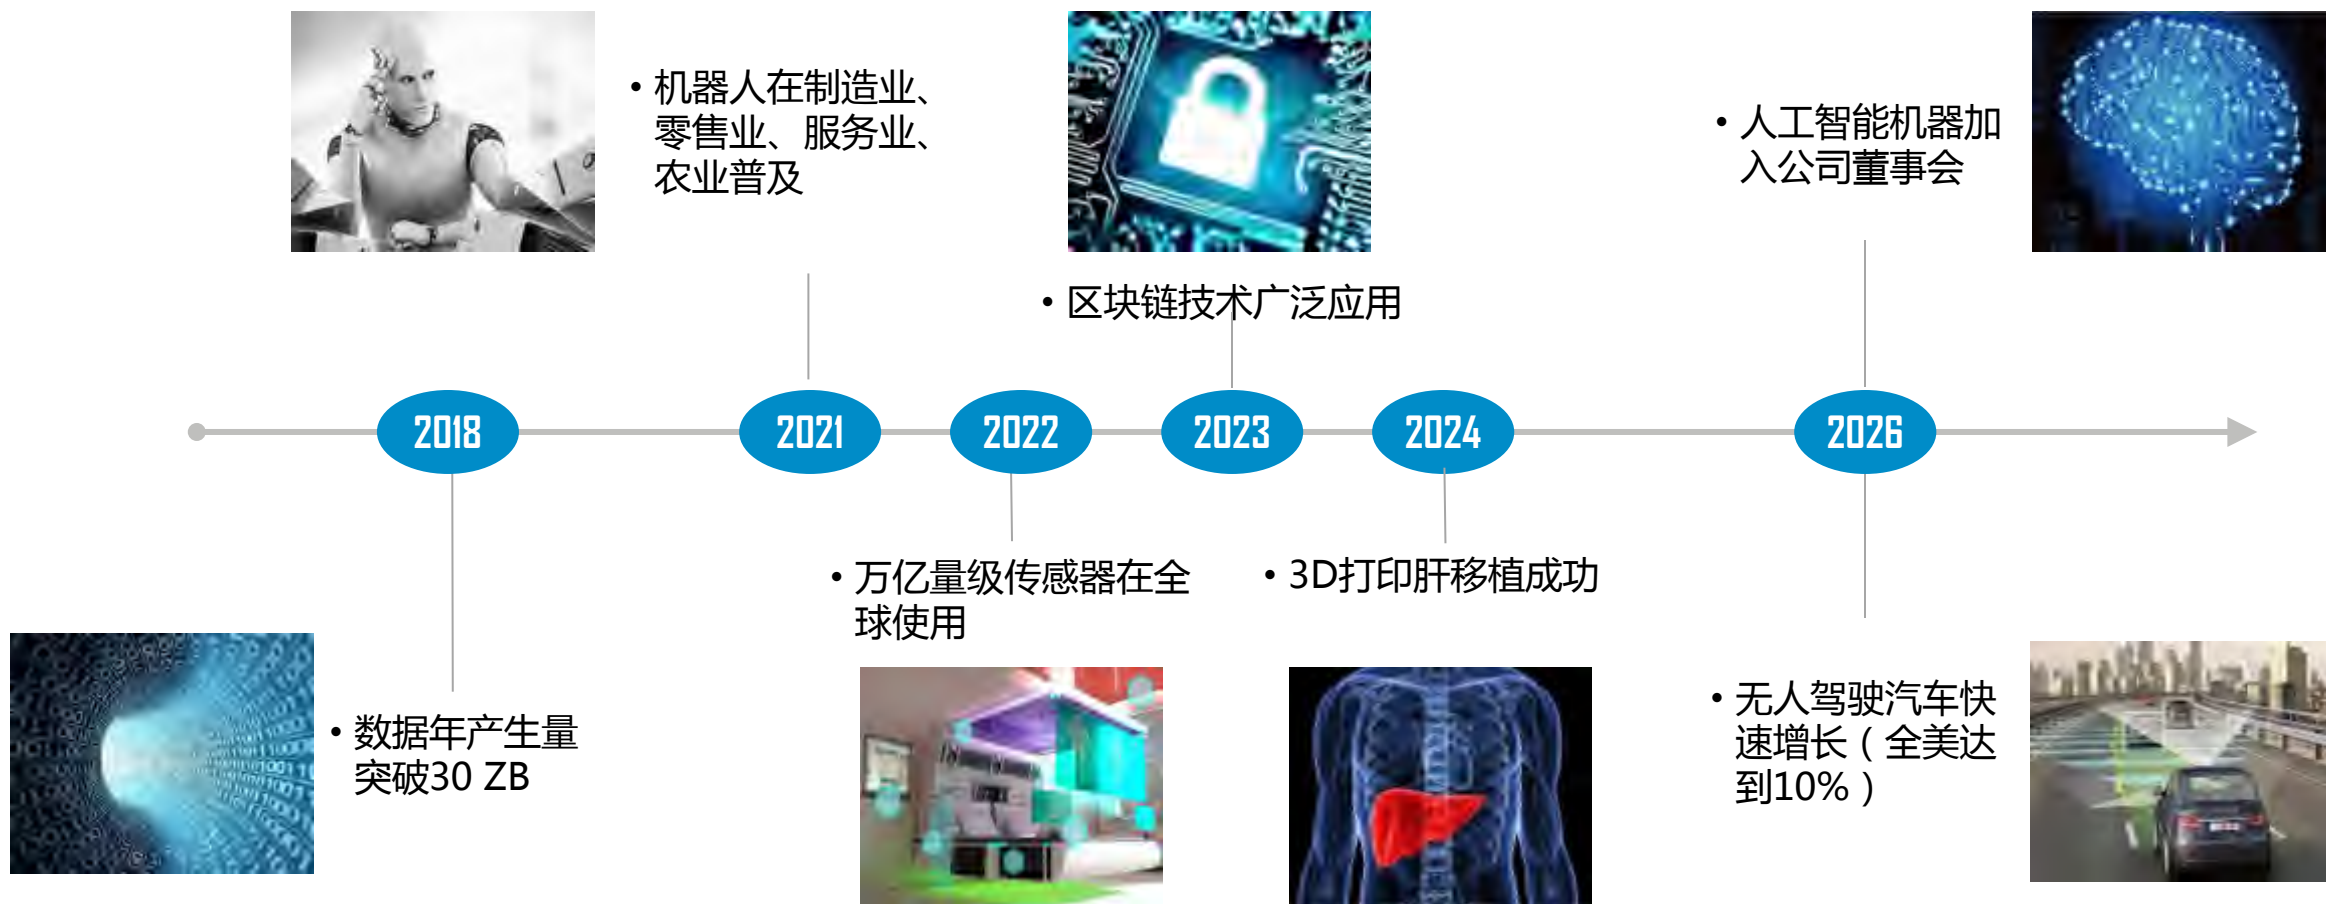 • 机器人在制造业、
零售业、服务业、
农业普及
• 区块链技术广泛应用
• 人工智能机器加
入公司董事会
2018
2021
2022
2023
2024
2026
• 数据年产生量
突破30 ZB
• 万亿量级传感器在全
球使用
• 3D打印肝移植成功
• 无人驾驶汽车快
速增长（全美达
到10%）